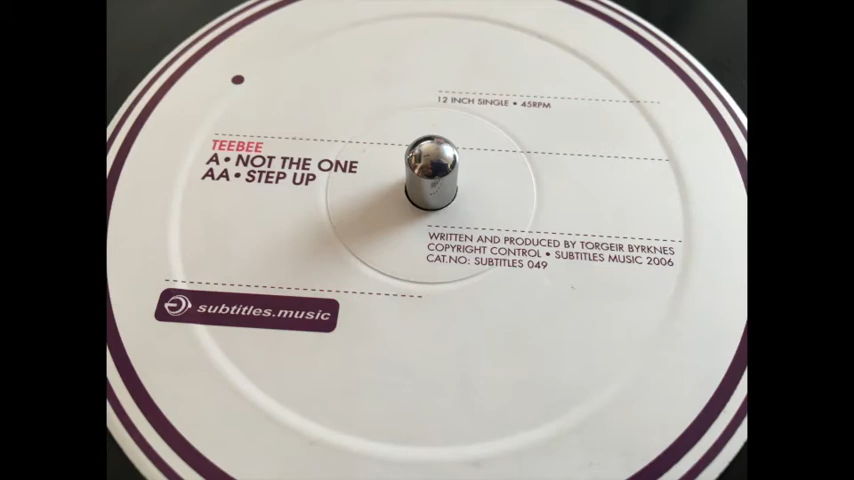 12 INCH SINGLE • 45RPM
TEEBEE
A • NOT THE ONE
AA • STEP UP
WRITTEN AND PRODUCED BY TORGEIR BYRKNES
COPYRIGHT CONTROL • SUBTITLES MUSIC 2006
CAT.NO: SUBTITLES 049
subtitles.music